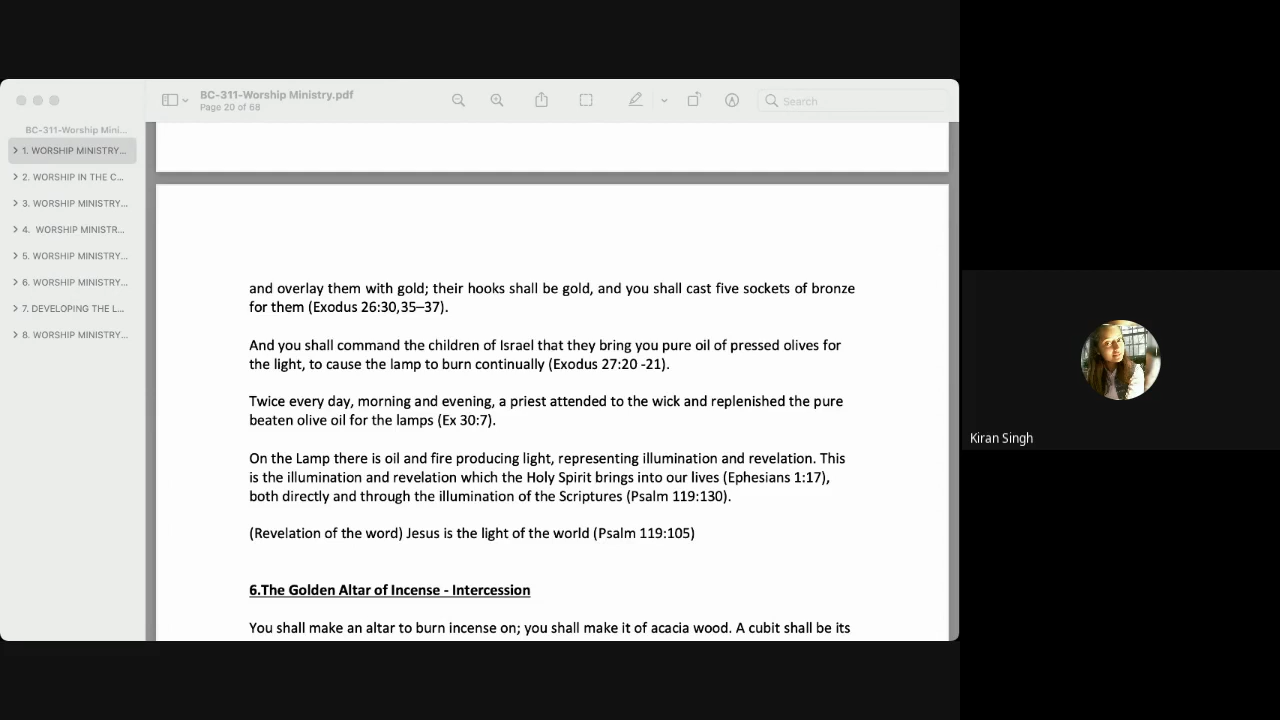 BC-311-Worship Ministry.pdf
Page 20 of 68
Search
BC-311-Worship Mini...
1. WORSHIP MINISTRY...
2. WORSHIP IN THE C...
3. WORSHIP MINISTRY...
4. WORSHIP MINISTR...
5. WORSHIP MINISTRY...
6. WORSHIP MINISTRY...
7. DEVELOPING THE L...
8. WORSHIP MINISTRY...
and overlay them with gold; their hooks shall be gold, and you shall cast five sockets of bronze
for them (Exodus 26:30,35–37).
And you shall command the children of Israel that they bring you pure oil of pressed olives for
the light, to cause the lamp to burn continually (Exodus 27:20 -21).
Twice every day, morning and evening, a priest attended to the wick and replenished the pure
beaten olive oil for the lamps (Ex 30:7).
On the Lamp there is oil and fire producing light, representing illumination and revelation. This
is the illumination and revelation which the Holy Spirit brings into our lives (Ephesians 1:17),
both directly and through the illumination of the Scriptures (Psalm 119:130).
(Revelation of the word) Jesus is the light of the world (Psalm 119:105)
6.The Golden Altar of Incense - Intercession
You shall make an altar to burn incense on; you shall make it of acacia wood. A cubit shall be its
Kiran Singh